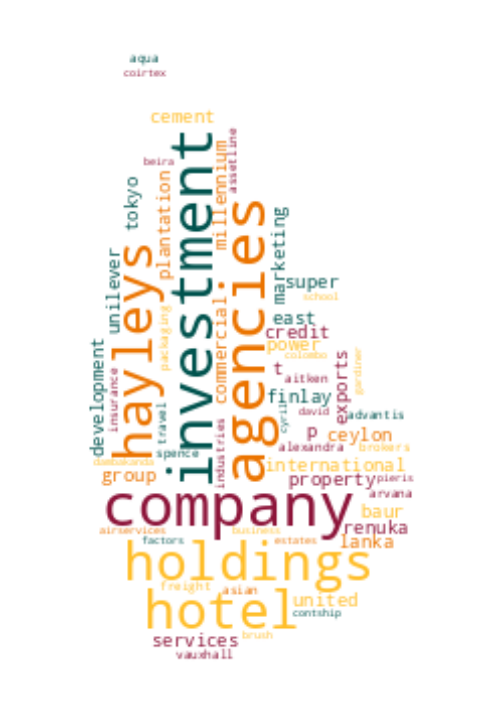 aqua
coirtex
cement
beira
assetline
investment
millennium
tokyo
plantation
agencies
marketing
hayleys
unilever
super
school
packaging
commercial
east
credit
power
colombo
development
insurance
t
aitken
exports
gardiner
finlay
travel
cyril
david
advantis
industries
p
ceylon
alexandra
brokers
spence
dambakanda
international
group
property
pieris
arvana
company
baur
renuka
airservices
business
factors
estates
lanka
holdings
freight
asian
hotel
united
contship
brush
services
vauxhall